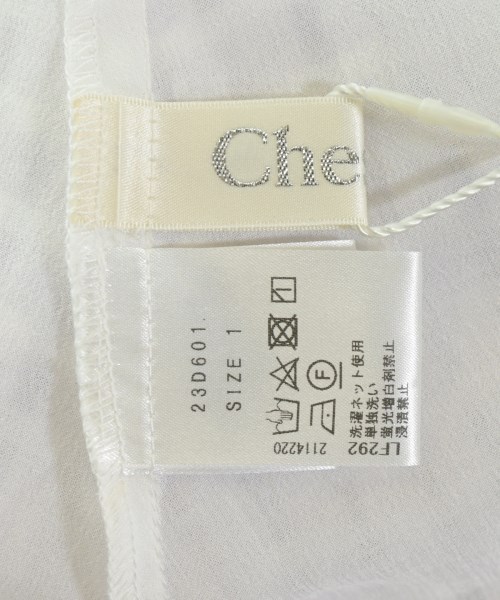 Che
23D601.
SIZE 1
2114220
F
洗濯ネット使用
単独洗い
蛍光増白剤禁止
浸漬禁止
LF292